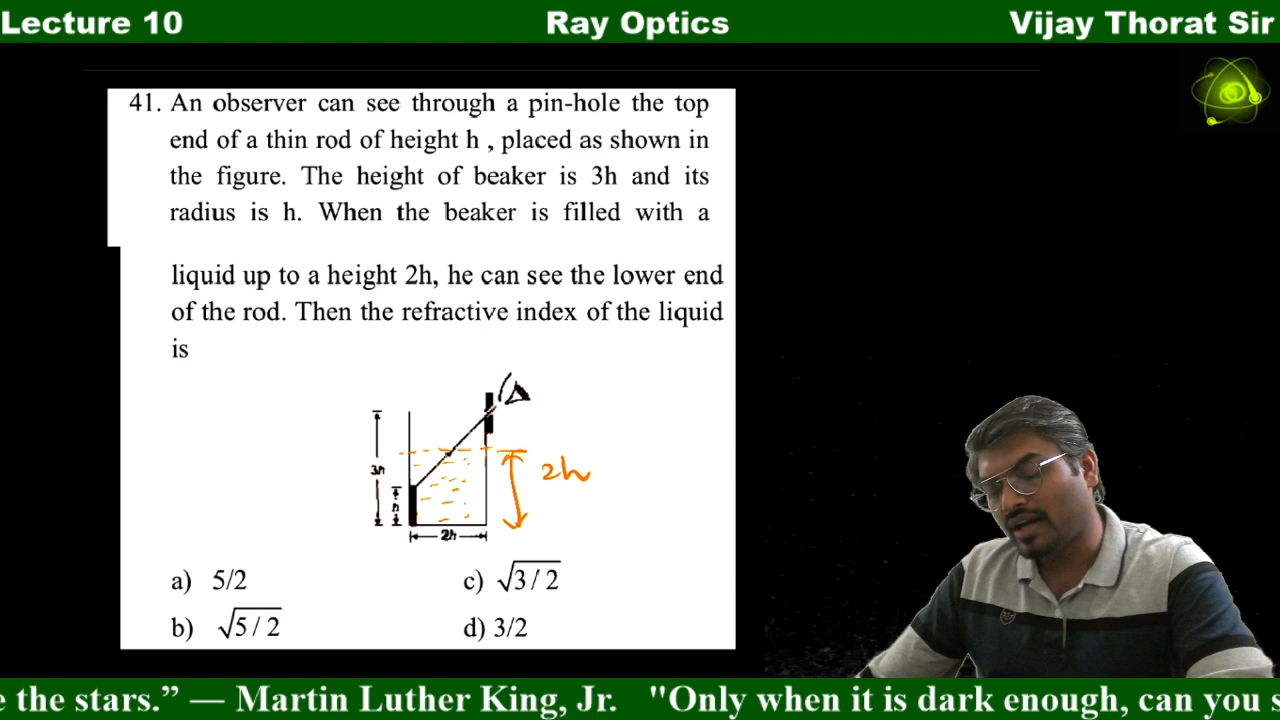 Lecture 10 Ray Optics Vijay Thorat Sir
41. An observer can see through a pin-hole the top
end of a thin rod of height h , placed as shown in
the figure. The height of beaker is 3h and its
radius is h. When the beaker is filled with a
liquid up to a height 2h, he can see the lower end
of the rod. Then the refractive index of the liquid
is
3h
h
2h
2h
a) 5/2 c) √3 / 2
b) √5 / 2 d) 3/2
e the stars.” — Martin Luther King, Jr. "Only when it is dark enough, can you s